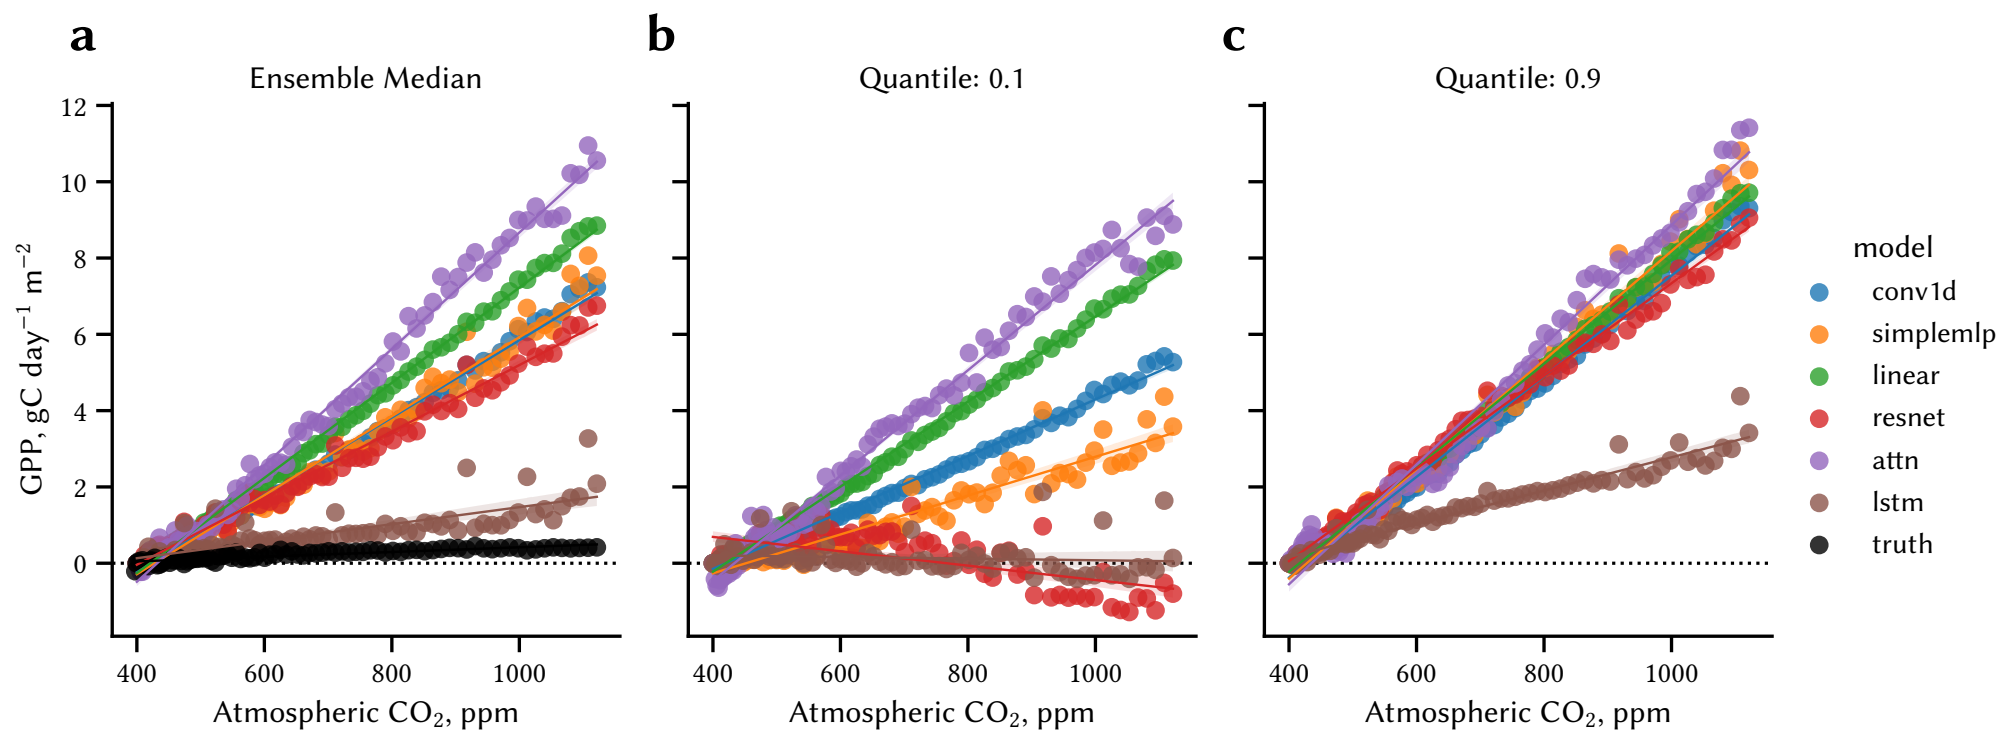 a
b
c
Ensemble Median
Quantile: 0.1
Quantile: 0.9
GPP, gC day⁻¹ m⁻²
12
10
8
6
4
2
0
400 600 800 1000
400 600 800 1000
400 600 800 1000
Atmospheric CO₂, ppm
Atmospheric CO₂, ppm
Atmospheric CO₂, ppm
model
conv1d
simplemlp
linear
resnet
attn
lstm
truth